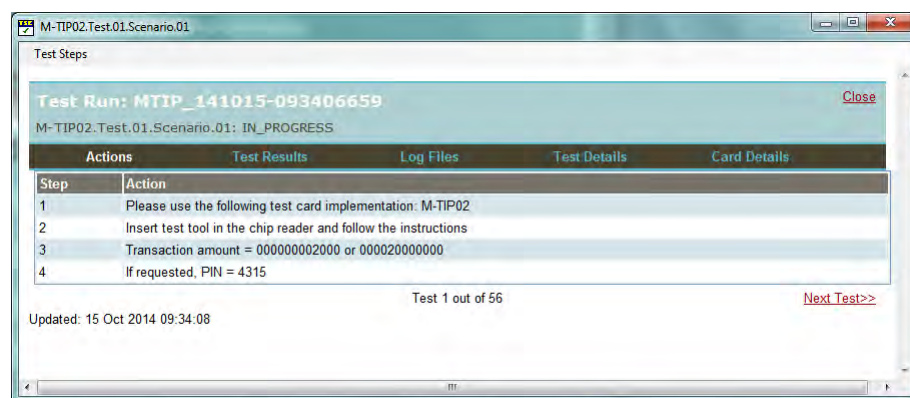 M-TIP02.Test.01.Scenario.01
Test Steps
Test Run: MTIP_141015-093406659
Close
M-TIP02.Test.01.Scenario.01: IN_PROGRESS
Actions Test Results Log Files Test Details Card Details
Step Action
1 Please use the following test card implementation: M-TIP02
2 Insert test tool in the chip reader and follow the instructions
3 Transaction amount = 000000002000 or 000020000000
4 If requested, PIN = 4315
Test 1 out of 56 Next Test>>
Updated: 15 Oct 2014 09:34:08